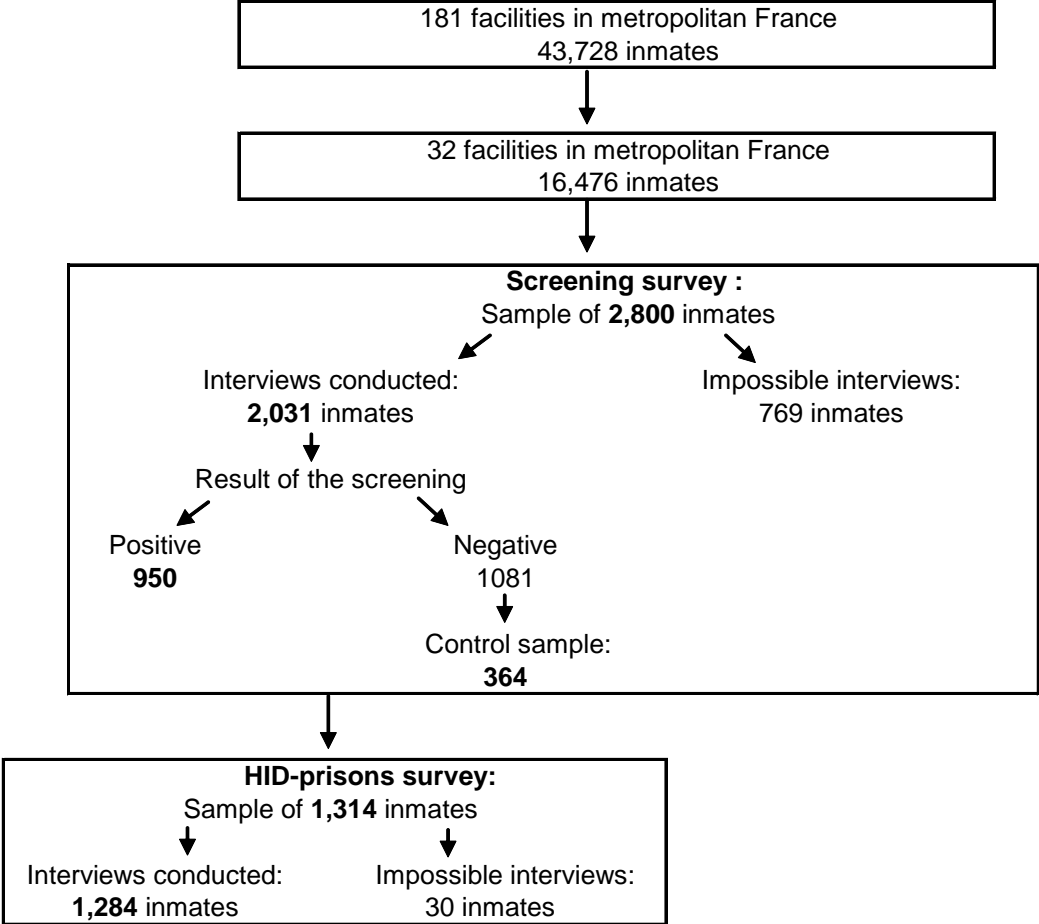 181 facilities in metropolitan France
43,728 inmates
32 facilities in metropolitan France
16,476 inmates
Screening survey :
Sample of 2,800 inmates
Interviews conducted:
2,031 inmates
Impossible interviews:
769 inmates
Result of the screening
Positive
950
Negative
1081
Control sample:
364
HID-prisons survey:
Sample of 1,314 inmates
Interviews conducted:
1,284 inmates
Impossible interviews:
30 inmates